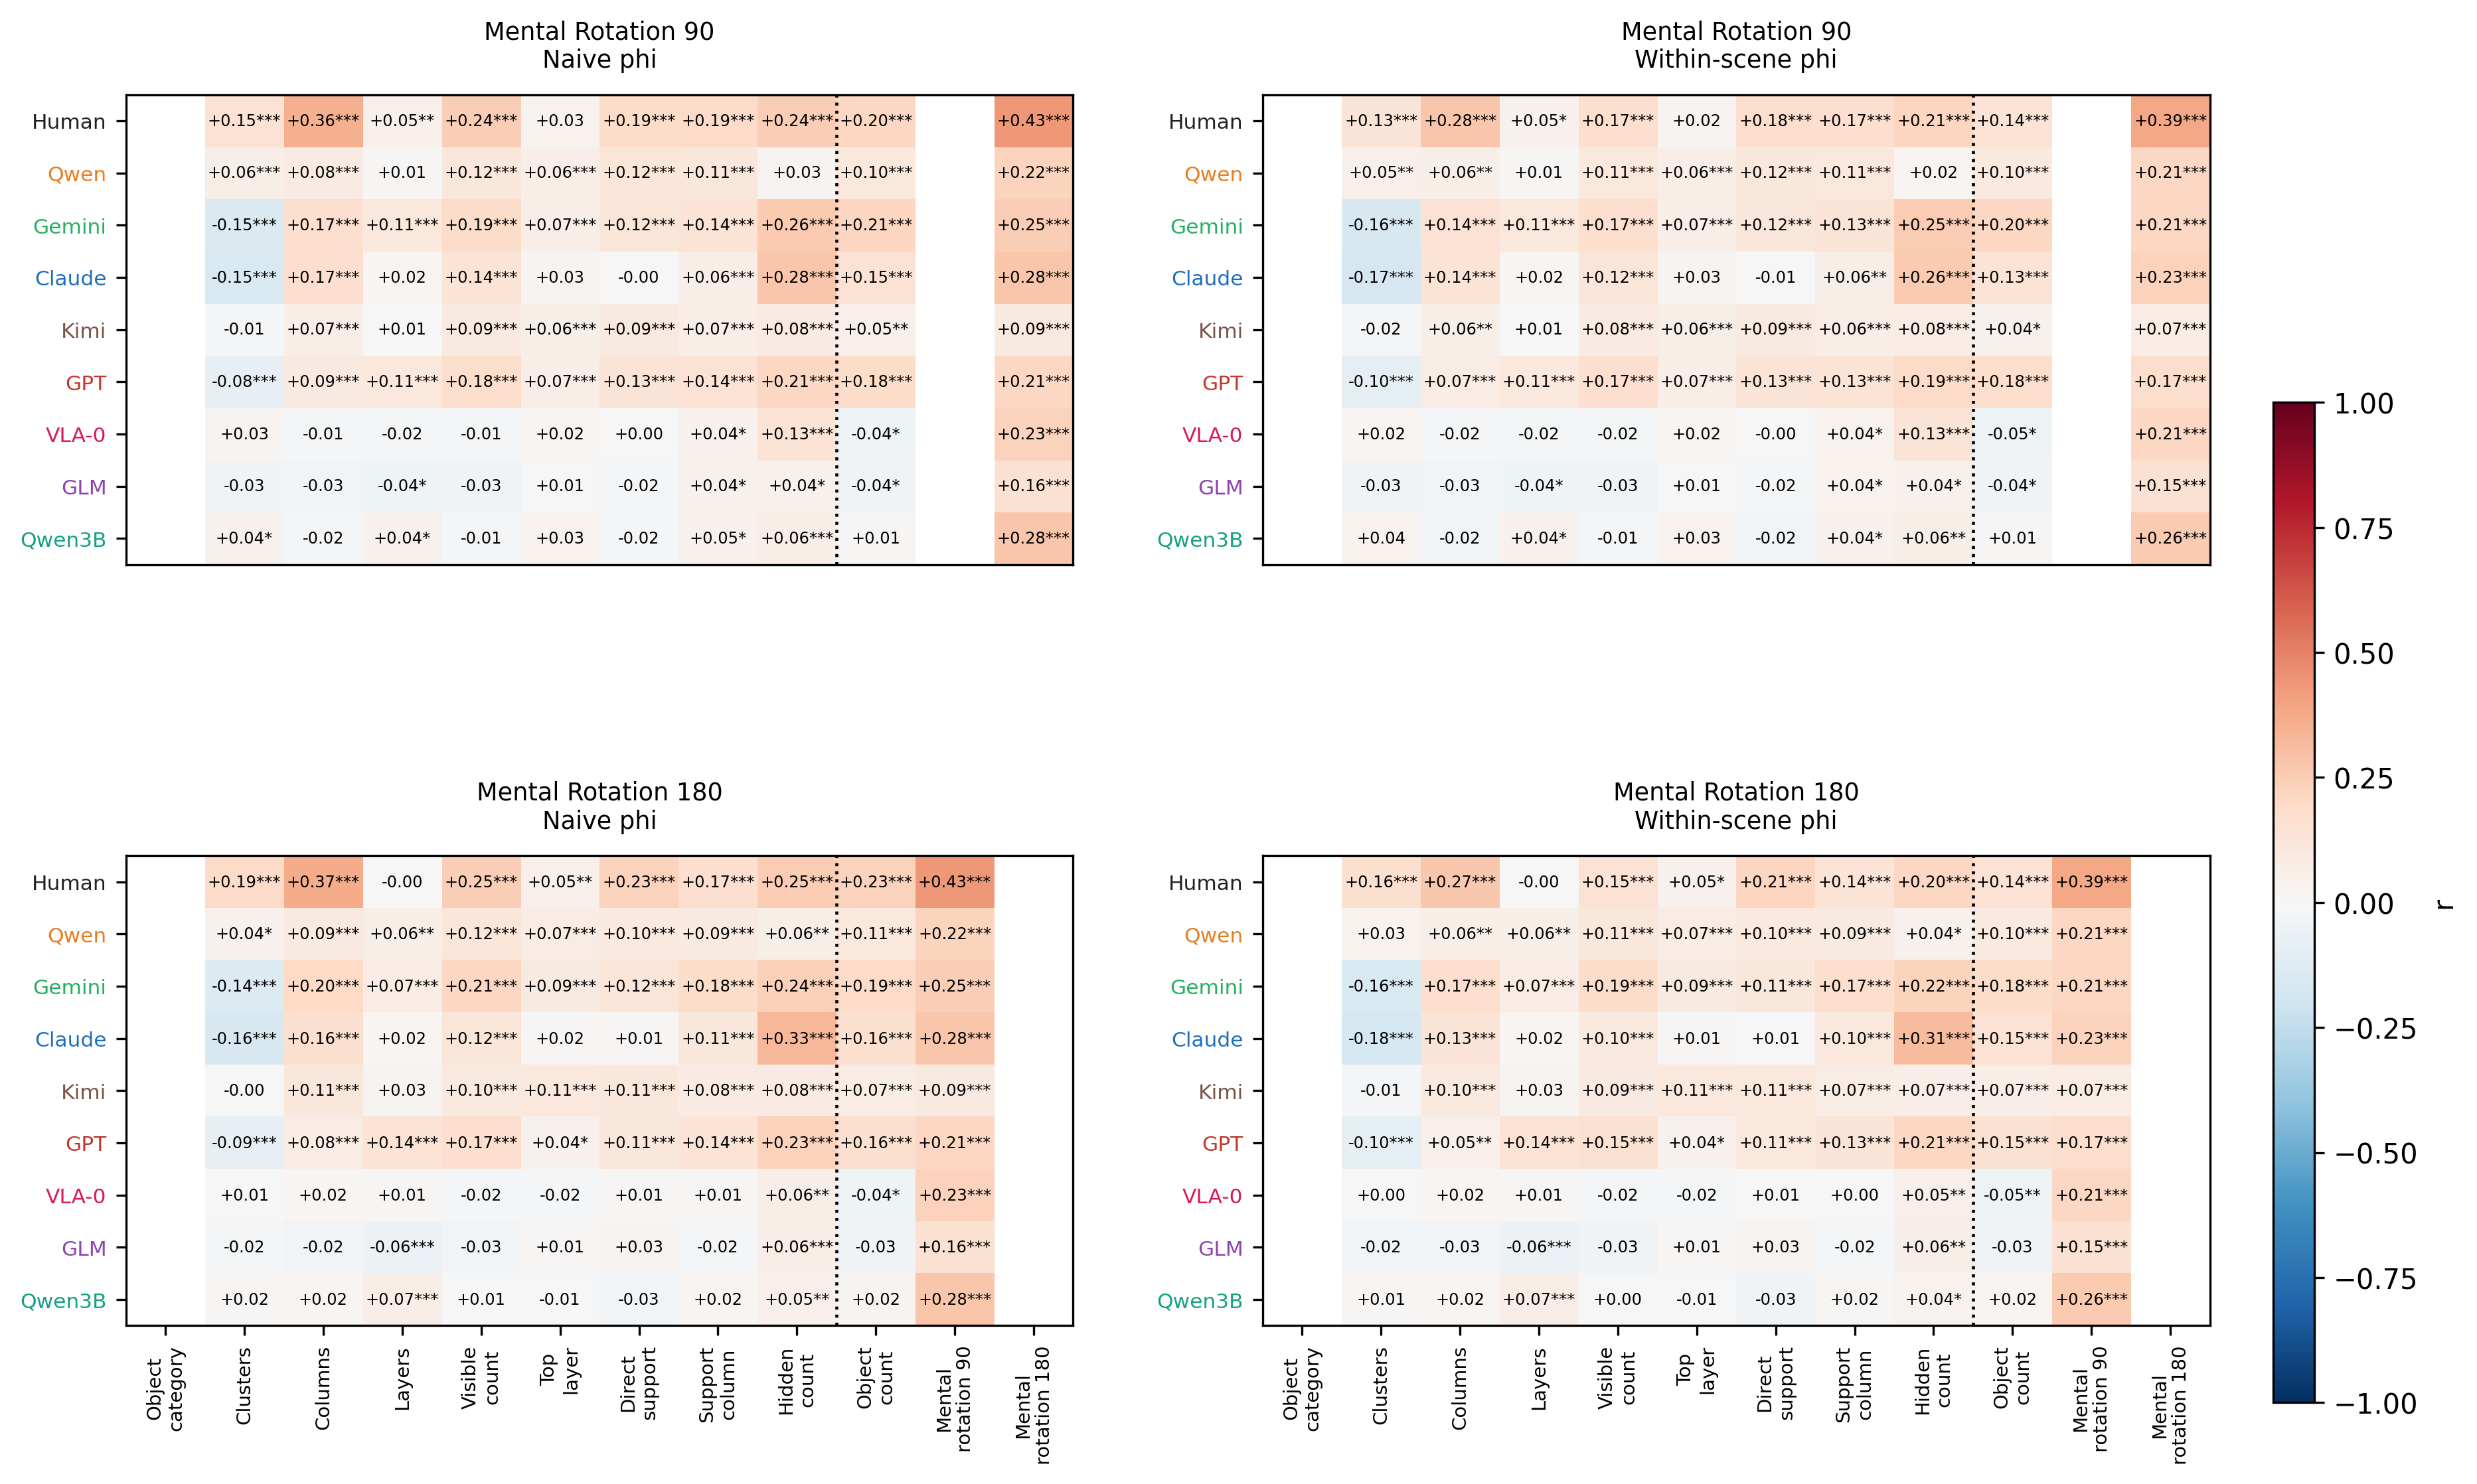 Mental Rotation 90
Naive phi
Human +0.15*** +0.36*** +0.05** +0.24*** +0.03 +0.19*** +0.19*** +0.24*** +0.20*** +0.43***
Qwen +0.06*** +0.08*** +0.01 +0.12*** +0.06*** +0.12*** +0.11*** +0.03 +0.10*** +0.22***
Gemini -0.15*** +0.17*** +0.11*** +0.19*** +0.07*** +0.12*** +0.14*** +0.26*** +0.21*** +0.25***
Claude -0.15*** +0.17*** +0.02 +0.14*** +0.03 -0.00 +0.06*** +0.28*** +0.15*** +0.28***
Kimi -0.01 +0.07*** +0.01 +0.09*** +0.06*** +0.09*** +0.07*** +0.08*** +0.05** +0.09***
GPT -0.08*** +0.09*** +0.11*** +0.18*** +0.07*** +0.13*** +0.14*** +0.21*** +0.18*** +0.21***
VLA-0 +0.03 -0.01 -0.02 -0.01 +0.02 +0.00 +0.04* +0.13*** -0.04* +0.23***
GLM -0.03 -0.03 -0.04* -0.03 +0.01 -0.02 +0.04* +0.04* -0.04* +0.16***
Qwen3B +0.04* -0.02 +0.04* -0.01 +0.03 -0.02 +0.05* +0.06*** +0.01 +0.28***
Mental Rotation 90
Within-scene phi
Human +0.13*** +0.28*** +0.05* +0.17*** +0.02 +0.18*** +0.17*** +0.21*** +0.14*** +0.39***
Qwen +0.05** +0.06** +0.01 +0.11*** +0.06*** +0.12*** +0.11*** +0.02 +0.10*** +0.21***
Gemini -0.16*** +0.14*** +0.11*** +0.17*** +0.07*** +0.12*** +0.13*** +0.25*** +0.20*** +0.21***
Claude -0.17*** +0.14*** +0.02 +0.12*** +0.03 -0.01 +0.06** +0.26*** +0.13*** +0.23***
Kimi -0.02 +0.06** +0.01 +0.08*** +0.06*** +0.09*** +0.06*** +0.08*** +0.04* +0.07***
GPT -0.10*** +0.07*** +0.11*** +0.17*** +0.07*** +0.13*** +0.13*** +0.19*** +0.18*** +0.17***
VLA-0 +0.02 -0.02 -0.02 -0.02 +0.02 -0.00 +0.04* +0.13*** -0.05* +0.21***
GLM -0.03 -0.03 -0.04* -0.03 +0.01 -0.02 +0.04* +0.04* -0.04* +0.15***
Qwen3B +0.04 -0.02 +0.04* -0.01 +0.03 -0.02 +0.04* +0.06** +0.01 +0.26***
Mental Rotation 180
Naive phi
Human +0.19*** +0.37*** -0.00 +0.25*** +0.05** +0.23*** +0.17*** +0.25*** +0.23*** +0.43***
Qwen +0.04* +0.09*** +0.06** +0.12*** +0.07*** +0.10*** +0.09*** +0.06** +0.11*** +0.22***
Gemini -0.14*** +0.20*** +0.07*** +0.21*** +0.09*** +0.12*** +0.18*** +0.24*** +0.19*** +0.25***
Claude -0.16*** +0.16*** +0.02 +0.12*** +0.02 +0.01 +0.11*** +0.33*** +0.16*** +0.28***
Kimi -0.00 +0.11*** +0.03 +0.10*** +0.11*** +0.11*** +0.08*** +0.08*** +0.07*** +0.09***
GPT -0.09*** +0.08*** +0.14*** +0.17*** +0.04* +0.11*** +0.14*** +0.23*** +0.16*** +0.21***
VLA-0 +0.01 +0.02 +0.01 -0.02 -0.02 +0.01 +0.01 +0.06** -0.04* +0.23***
GLM -0.02 -0.02 -0.06*** -0.03 +0.01 +0.03 -0.02 +0.06*** -0.03 +0.16***
Qwen3B +0.02 +0.02 +0.07*** +0.01 -0.01 -0.03 +0.02 +0.05** +0.02 +0.28***
Object
category
Clusters
Columns
Layers
Visible
count
Top
layer
Direct
support
Support
column
Hidden
count
Object
count
Mental
rotation 90
Mental
rotation 180
Mental Rotation 180
Within-scene phi
Human +0.16*** +0.27*** -0.00 +0.15*** +0.05* +0.21*** +0.14*** +0.20*** +0.14*** +0.39***
Qwen +0.03 +0.06** +0.06** +0.11*** +0.07*** +0.10*** +0.09*** +0.04* +0.10*** +0.21***
Gemini -0.16*** +0.17*** +0.07*** +0.19*** +0.09*** +0.11*** +0.17*** +0.22*** +0.18*** +0.21***
Claude -0.18*** +0.13*** +0.02 +0.10*** +0.01 +0.01 +0.10*** +0.31*** +0.15*** +0.23***
Kimi -0.01 +0.10*** +0.03 +0.09*** +0.11*** +0.11*** +0.07*** +0.07*** +0.07*** +0.07***
GPT -0.10*** +0.05** +0.14*** +0.15*** +0.04* +0.11*** +0.13*** +0.21*** +0.15*** +0.17***
VLA-0 +0.00 +0.02 +0.01 -0.02 -0.02 +0.01 +0.00 +0.05** -0.05** +0.21***
GLM -0.02 -0.03 -0.06*** -0.03 +0.01 +0.03 -0.02 +0.06** -0.03 +0.15***
Qwen3B +0.01 +0.02 +0.07*** +0.00 -0.01 -0.03 +0.02 +0.04* +0.02 +0.26***
Object
category
Clusters
Columns
Layers
Visible
count
Top
layer
Direct
support
Support
column
Hidden
count
Object
count
Mental
rotation 90
Mental
rotation 180
1.00
0.75
0.50
0.25
0.00
−0.25
−0.50
−0.75
−1.00
r